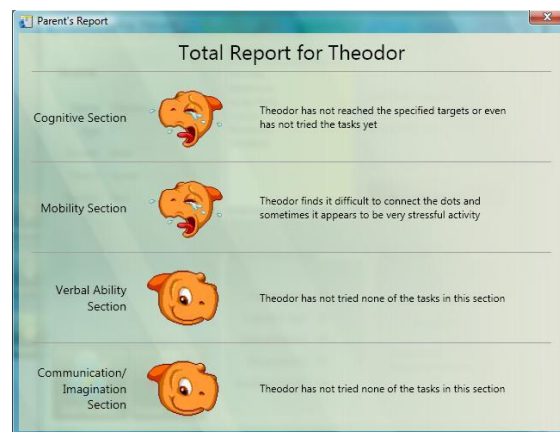 Parent's Report
Total Report for Theodor
Cognitive Section
Theodor has not reached the specified targets or even
has not tried the tasks yet
Mobility Section
Theodor finds it difficult to connect the dots and
sometimes it appears to be very stressful activity
Verbal Ability
Section
Theodor has not tried none of the tasks in this section
Communication/
Imagination
Section
Theodor has not tried none of the tasks in this section